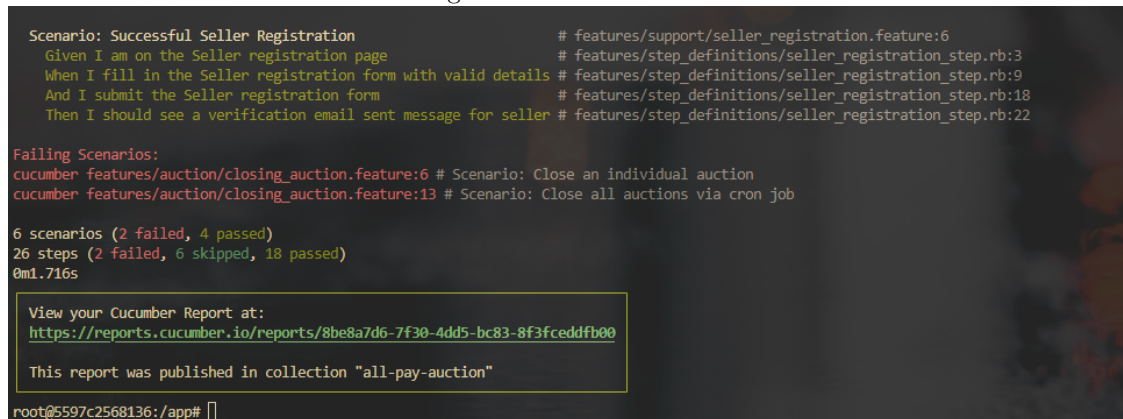 Scenario: Successful Seller Registration # features/support/seller_registration.feature:6
Given I am on the Seller registration page # features/step_definitions/seller_registration_step.rb:3
When I fill in the Seller registration form with valid details # features/step_definitions/seller_registration_step.rb:9
And I submit the Seller registration form # features/step_definitions/seller_registration_step.rb:18
Then I should see a verification email sent message for seller # features/step_definitions/seller_registration_step.rb:22
Failing Scenarios:
cucumber features/auction/closing_auction.feature:6 # Scenario: Close an individual auction
cucumber features/auction/closing_auction.feature:13 # Scenario: Close all auctions via cron job
6 scenarios (2 failed, 4 passed)
26 steps (2 failed, 6 skipped, 18 passed)
0m1.716s
View your Cucumber Report at:
https://reports.cucumber.io/reports/8be8a7d6-7f30-4dd5-bc83-8f3fceddfb00
This report was published in collection "all-pay-auction"
root@5597c2568136:/app#